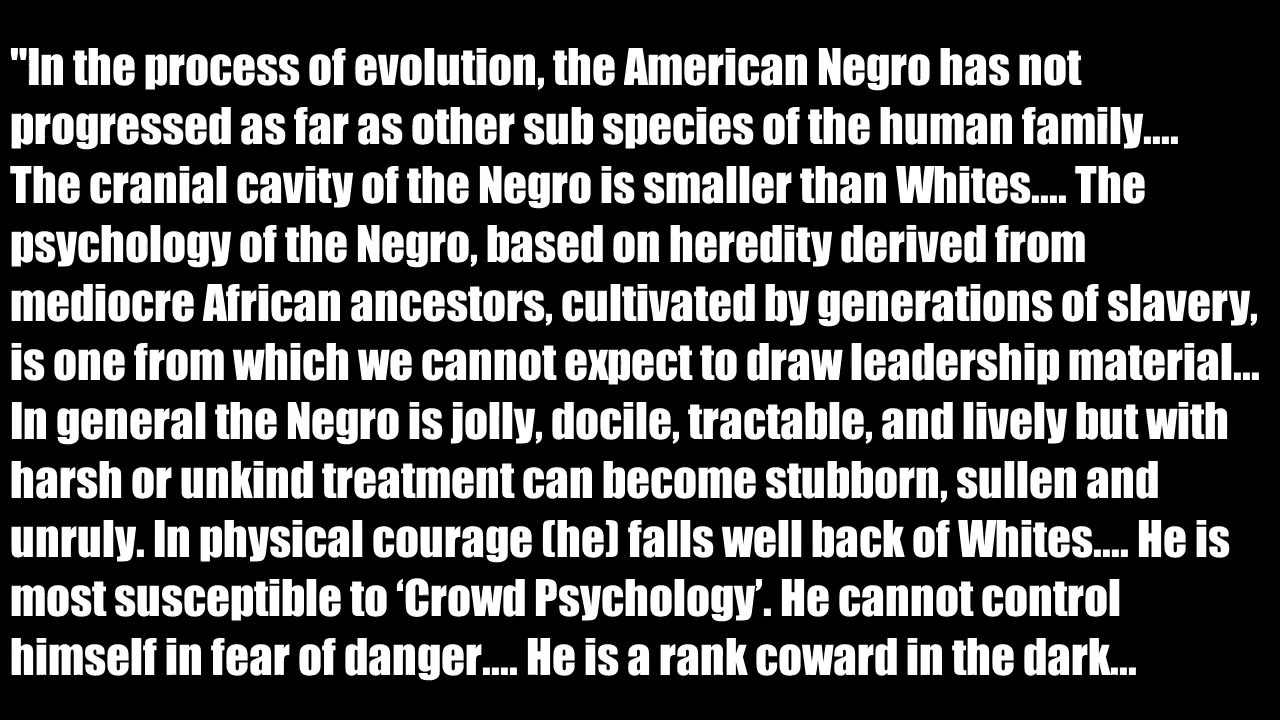 "In the process of evolution, the American Negro has not
progressed as far as other sub species of the human family....
The cranial cavity of the Negro is smaller than Whites.... The
psychology of the Negro, based on heredity derived from
mediocre African ancestors, cultivated by generations of slavery,
is one from which we cannot expect to draw leadership material...
In general the Negro is jolly, docile, tractable, and lively but with
harsh or unkind treatment can become stubborn, sullen and
unruly. In physical courage (he) falls well back of Whites.... He is
most susceptible to ‘Crowd Psychology’. He cannot control
himself in fear of danger.... He is a rank coward in the dark...